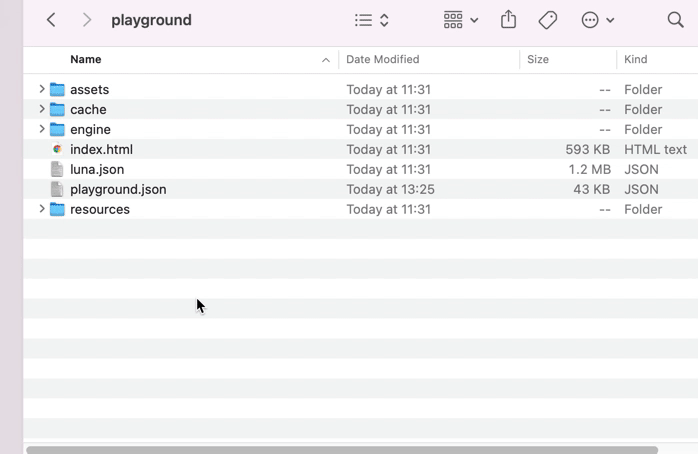 playground
Name Date Modified Size Kind
assets Today at 11:31 -- Folder
cache Today at 11:31 -- Folder
engine Today at 11:31 -- Folder
index.html Today at 11:31 593 KB HTML text
luna.json Today at 11:31 1.2 MB JSON
playground.json Today at 13:25 43 KB JSON
resources Today at 11:31 -- Folder